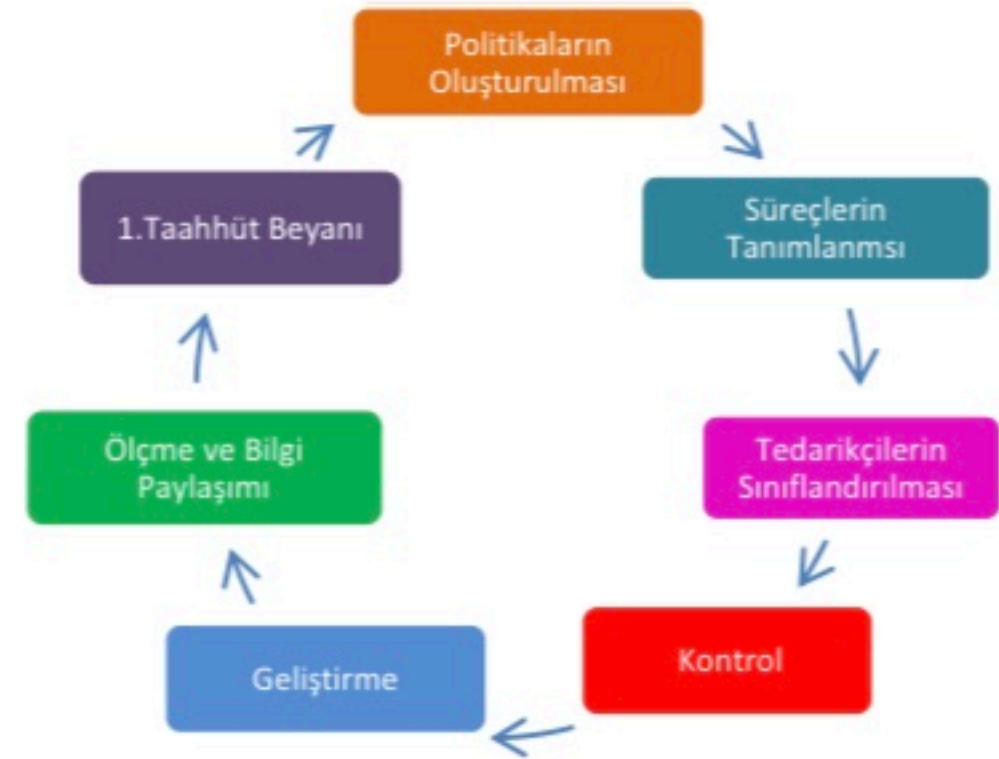 Politikaların
Oluşturulması
1.Taahhüt Beyanı
Süreçlerin
Tanımlanmsı
Ölçme ve Bilgi
Paylaşımı
Tedarikçilerin
Sınıflandırılması
Geliştirme
Kontrol